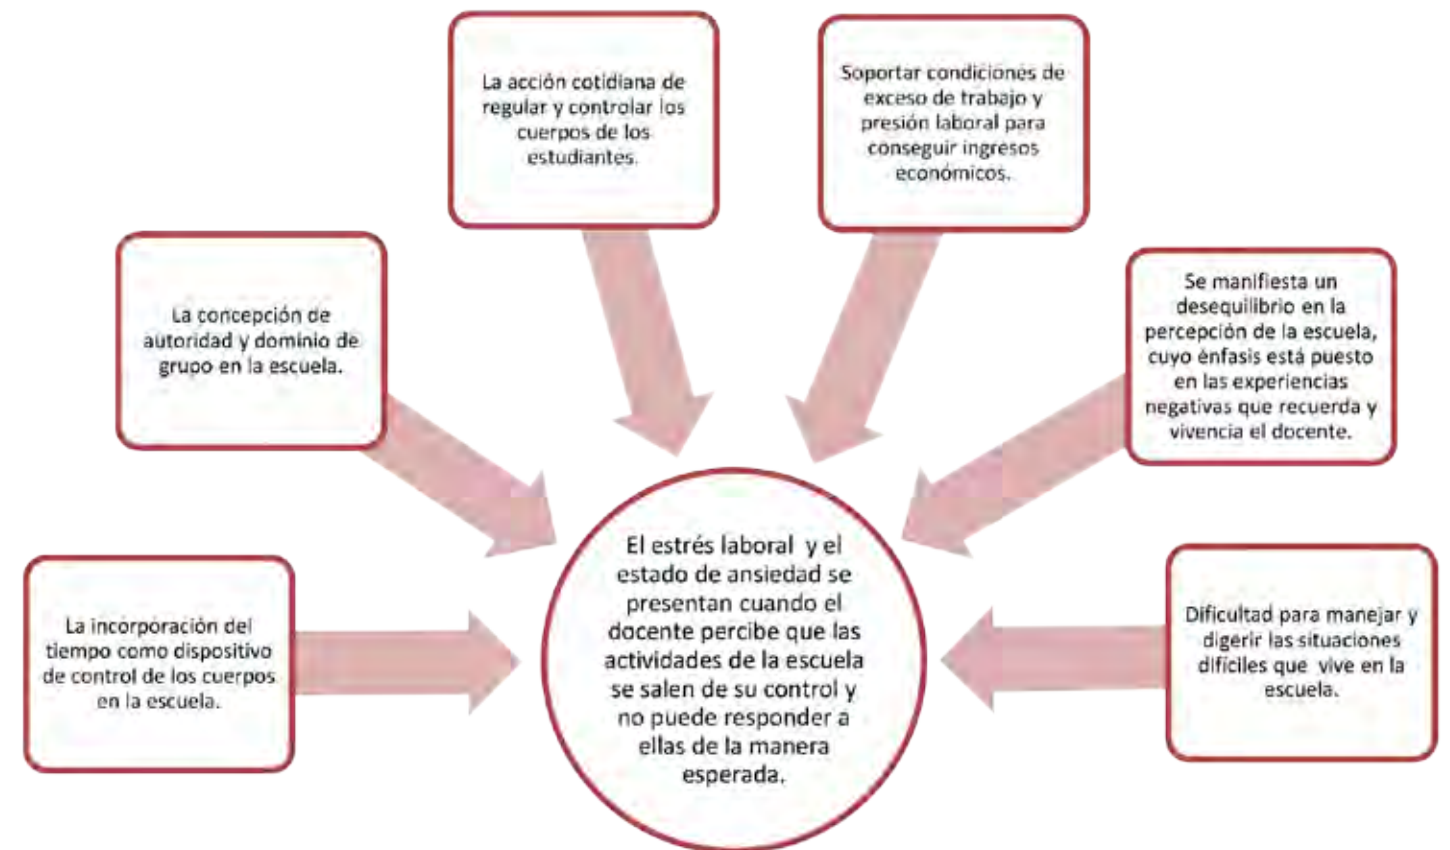 La acción cotidiana de
regular y controlar los
cuerpos de los
estudiantes.
Soportar condiciones de
exceso de trabajo y
presión laboral para
conseguir ingresos
económicos.
La concepción de
autoridad y dominio de
grupo en la escuela.
Se manifiesta un
desequilibrio en la
percepción de la escuela,
cuyo énfasis está puesto
en las experiencias
negativas que recuerda y
vivencia el docente.
La incorporación del
tiempo como dispositivo
de control de los cuerpos
en la escuela.
El estrés laboral y el
estado de ansiedad se
presentan cuando el
docente percibe que las
actividades de la escuela
se salen de su control y
no puede responder a
ellas de la manera
esperada.
Dificultad para manejar y
digerir las situaciones
difíciles que vive en la
escuela.